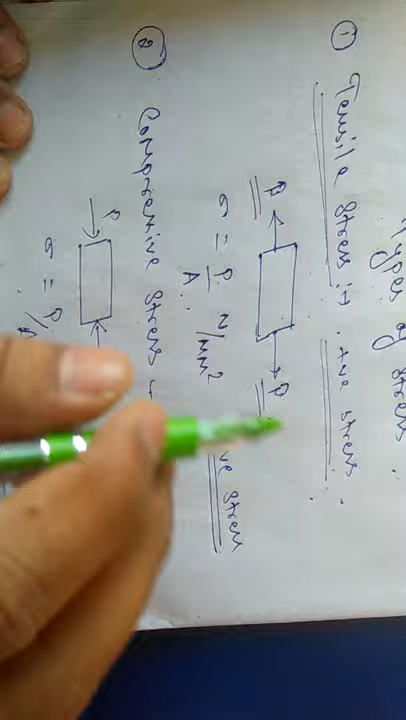 Types of Stress.
① Tensile Stress :→ +ve stress.
P P
σ = P/A : N/mm²
② Compressive Stress
ve stress
P
σ = P/A